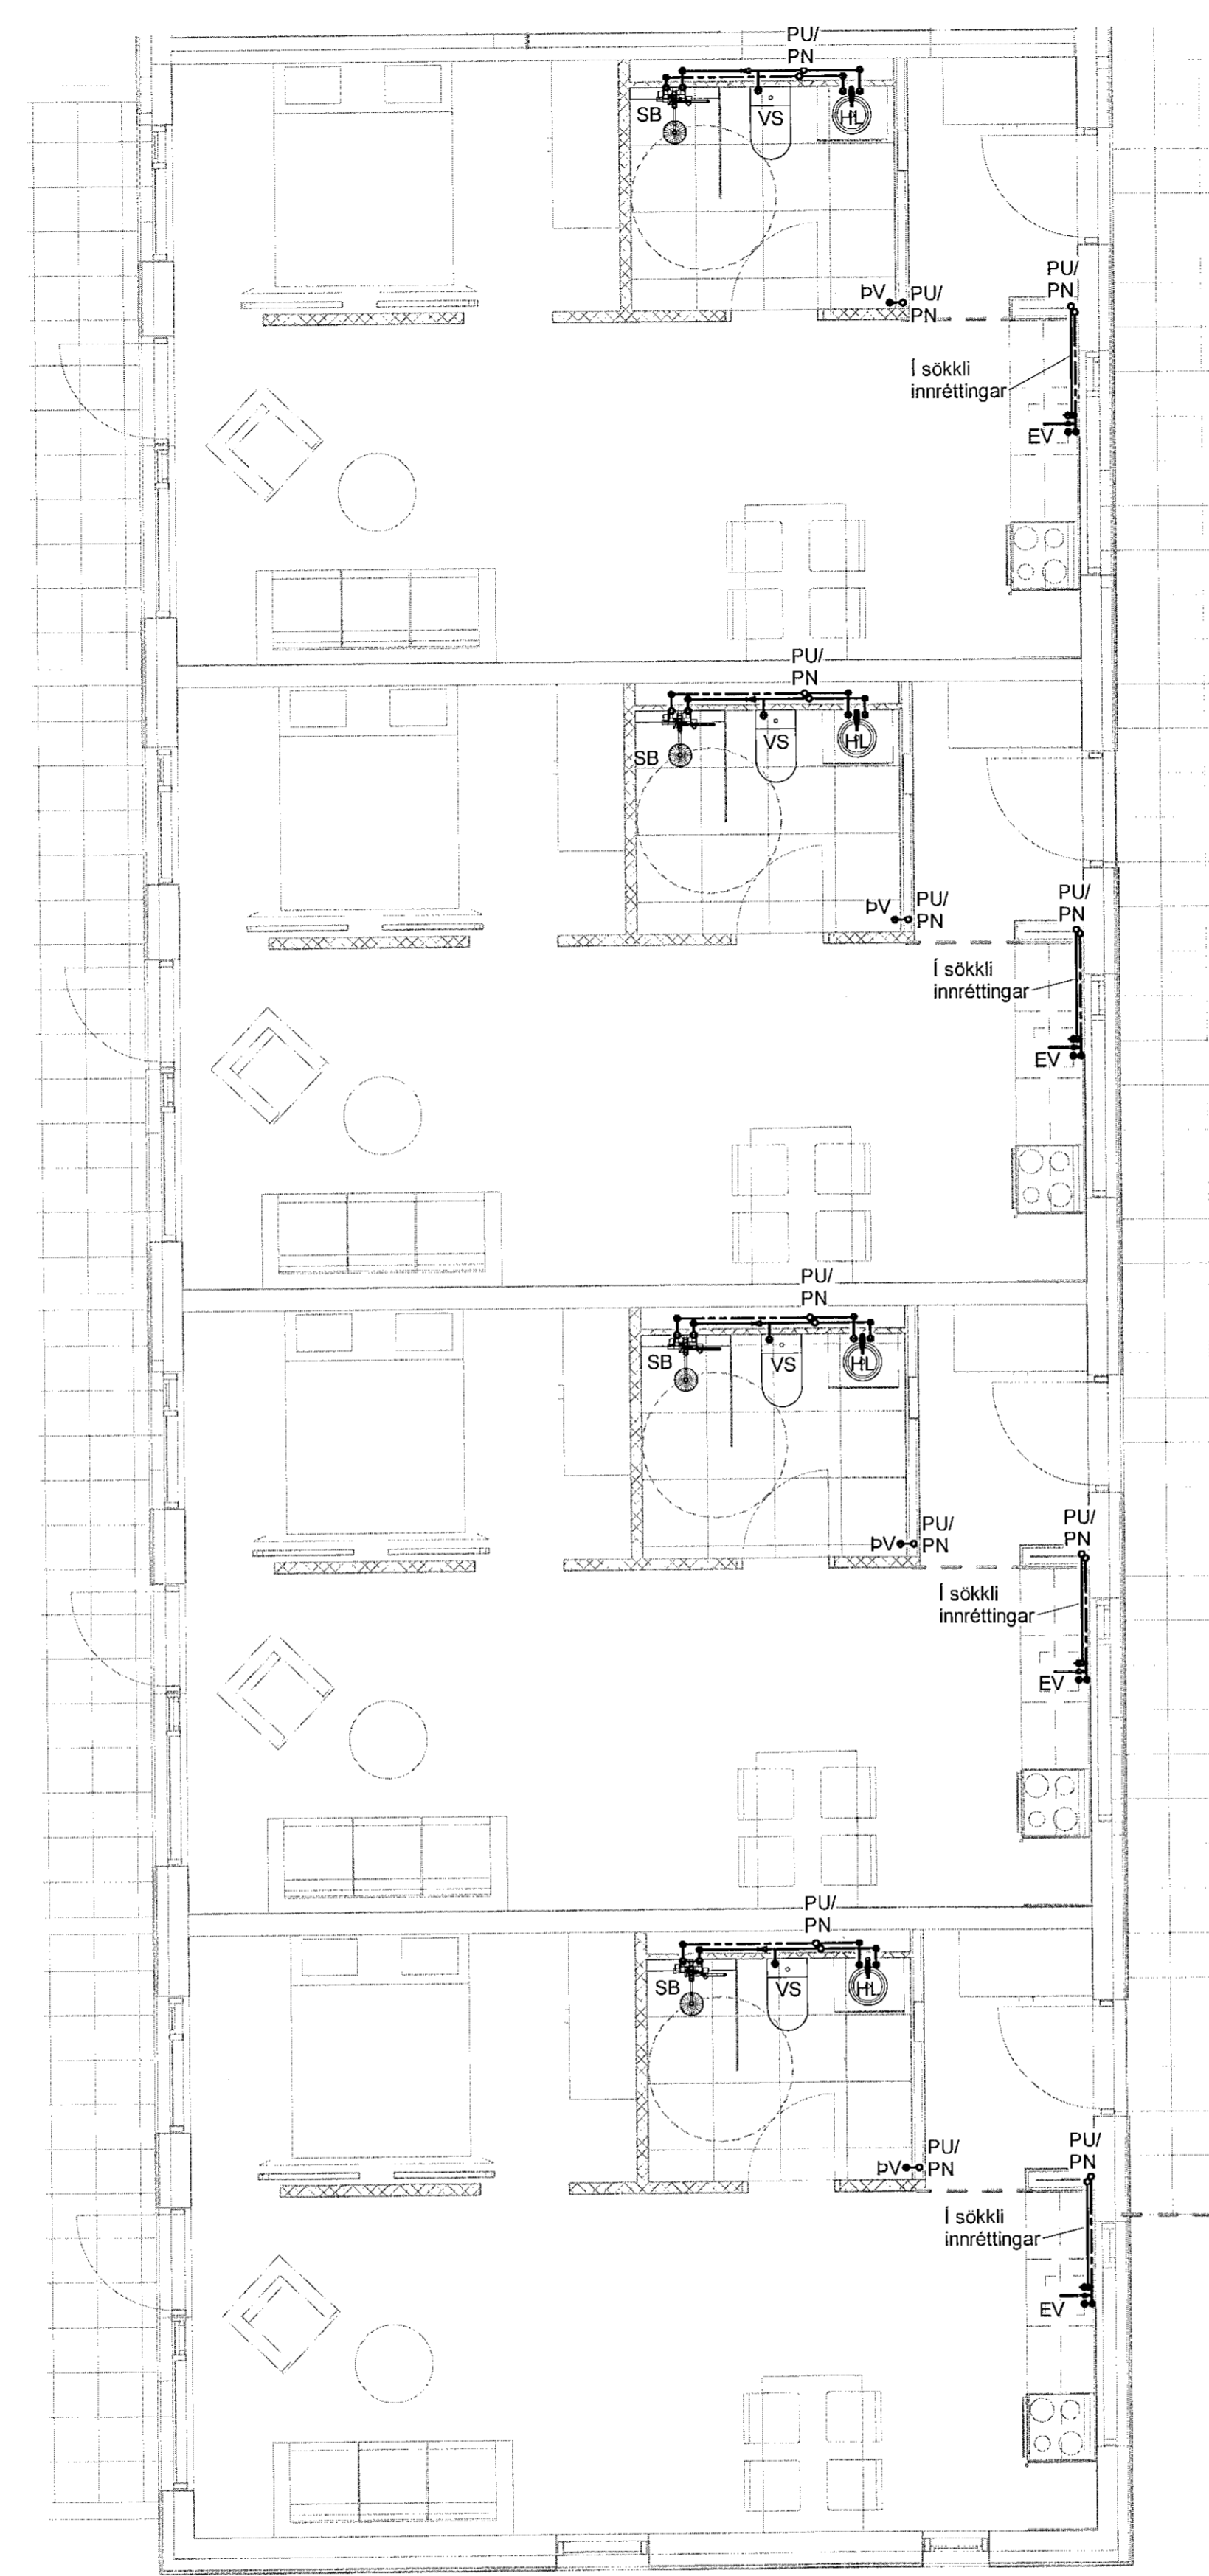 PU/
PN
SB
VS
HL
PU/
PN
ÞV
PU/
PN
Í sökkli
innréttingar
EV
PU/
PN
SB
VS
HL
PU/
PN
ÞV
PU/
PN
Í sökkli
innréttingar
EV
PU/
PN
SB
VS
HL
PU/
PN
ÞV
PU/
PN
Í sökkli
innréttingar
EV
PU/
PN
SB
VS
HL
PU/
PN
ÞV
PU/
PN
Í sökkli
innréttingar
EV